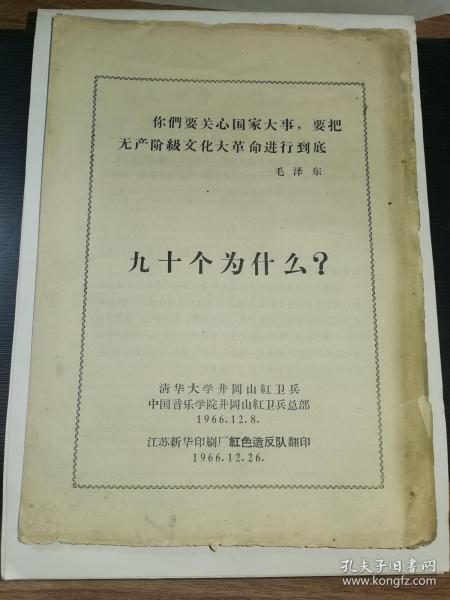 你們要关心国家大事，要把
无产阶級文化大革命进行到底
——毛泽东
九十个为什么？
清华大学井岡山紅卫兵
中国音乐学院井岡山紅卫兵总部
1966.12.8.
江苏新华印刷厂紅色造反队翻印
1966.12.26.
孔夫子旧书网
www.kongfz.com